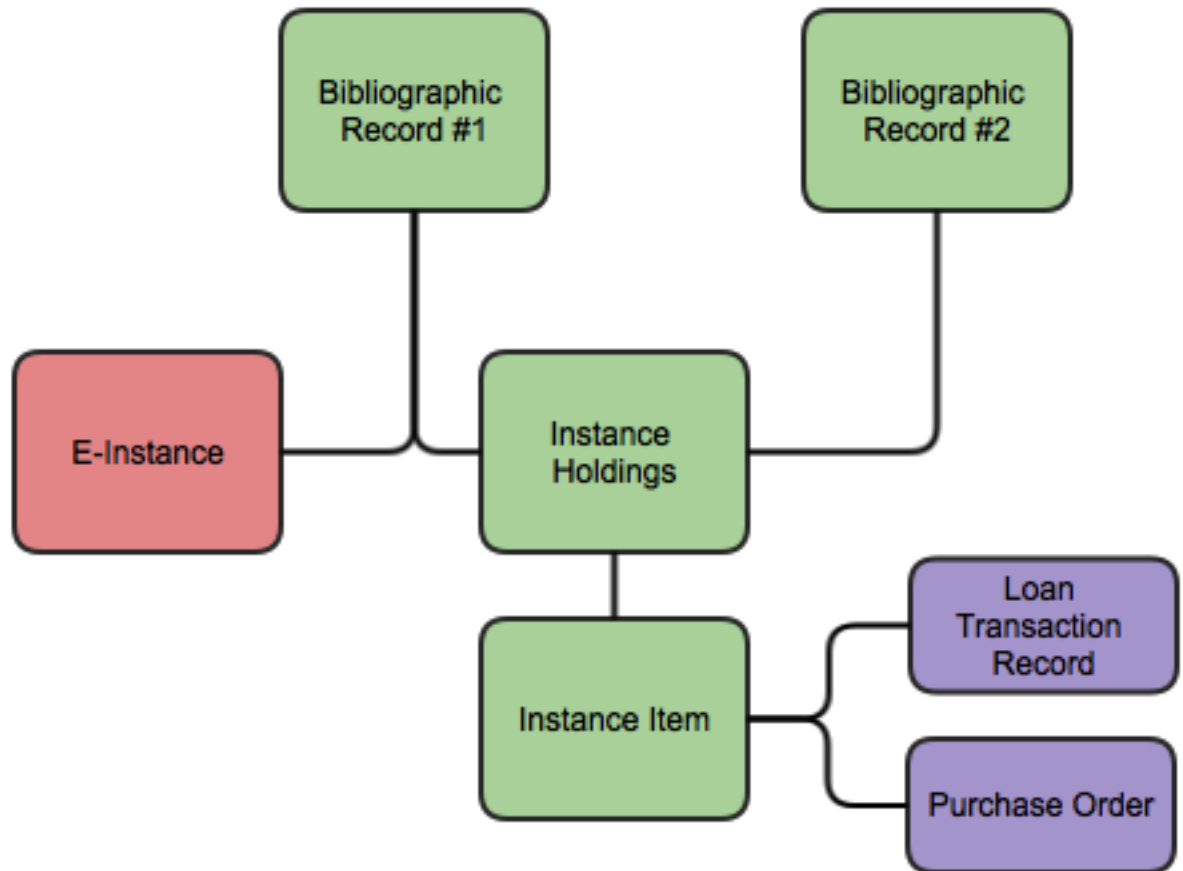 Bibliographic
Record #1
Bibliographic
Record #2
E-Instance
Instance
Holdings
Loan
Transaction
Record
Instance Item
Purchase Order